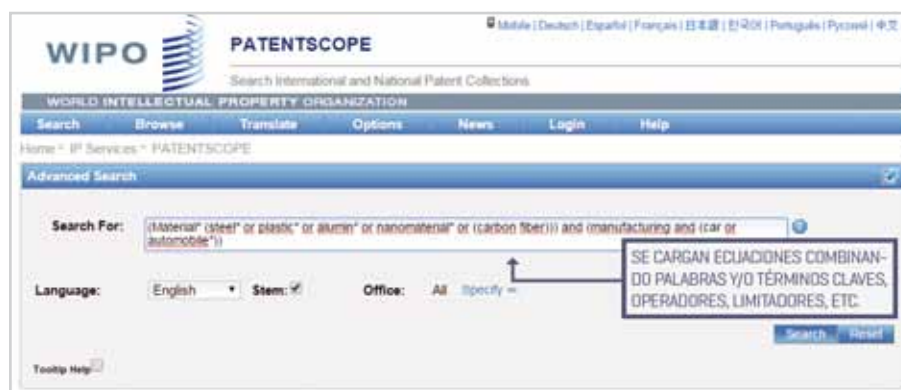 Mobile | Deutsch | Español | Français | 日本語 | 한국어 | Português | Русский | 中文
WIPO
PATENTSCOPE
Search International and National Patent Collections
WORLD INTELLECTUAL PROPERTY ORGANIZATION
Search Browse Translate Options News Login Help
Home IP Services PATENTSCOPE
Advanced Search
Search For: (Material* (steel* or plastic* or alumin* or nanomaterial* or (carbon fiber))) and (manufacturing and (car or
automobile*))
SE CARGAN ECUACIONES COMBINAN-
DO PALABRAS Y/O TÉRMINOS CLAVES,
OPERADORES, LIMITADORES, ETC.
Language: English Stem: Office: All Specify
Search Reset
Tooltip Help